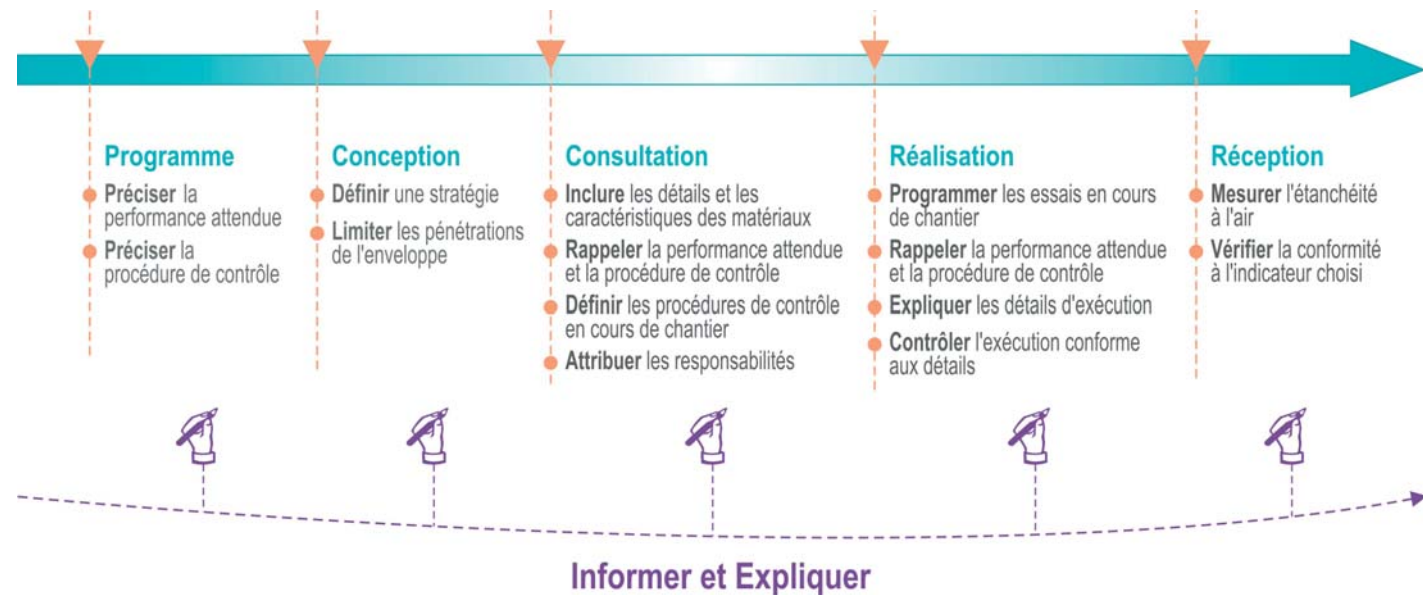 Programme
Préciser la
performance attendue
Préciser la
procédure de contrôle
Conception
Définir une stratégie
Limiter les pénétrations
de l'enveloppe
Consultation
Inclure les détails et les
caractéristiques des matériaux
Rappeler la performance attendue
et la procédure de contrôle
Définir les procédures de contrôle
en cours de chantier
Attribuer les responsabilités
Réalisation
Programmer les essais en cours
de chantier
Rappeler la performance attendue
et la procédure de contrôle
Expliquer les détails d'exécution
Contrôler l'exécution conforme
aux détails
Réception
Mesurer l'étanchéité
à l'air
Vérifier la conformité
à l'indicateur choisi
Informer et Expliquer